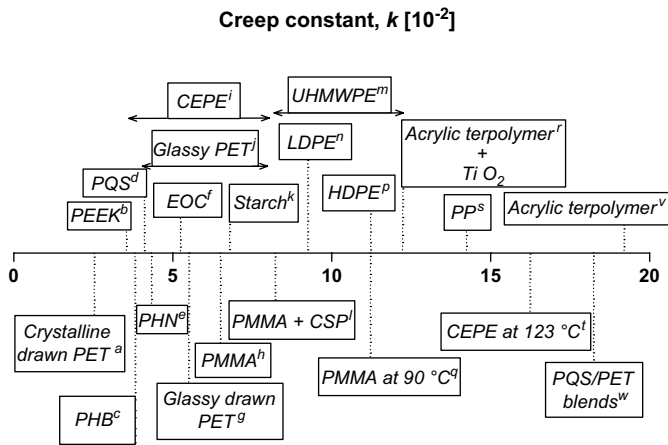 Creep constant, k [10⁻²]
CEPEⁱ
UHMWPEᵐ
Glassy PETʲ
LDPEⁿ
Acrylic terpolymerʳ
+
Ti O₂
PQSᵈ
PEEKᵇ
EOCᶠ
Starchᵏ
HDPEᵖ
PPˢ
Acrylic terpolymerᵛ
0 5 10 15 20
Crystalline
drawn PETᵃ
PHNᵉ
PMMAʰ
PMMA + CSPˡ
CEPE at 123 °Cᵗ
PHBᶜ
Glassy drawn
PETᵍ
PMMA at 90 °C^q
PQS/PET
blendsʷ